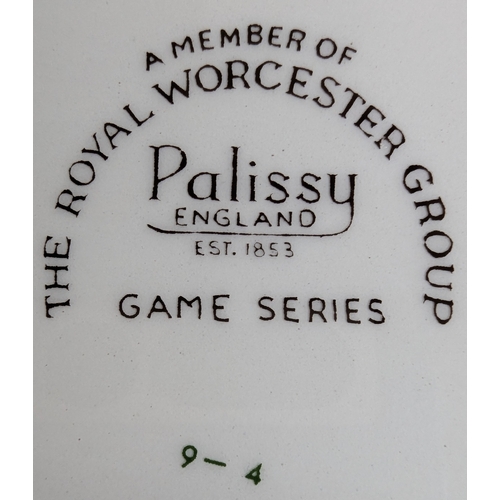 A MEMBER OF
THE ROYAL WORCESTER GROUP
Palissy
ENGLAND
EST. 1853
GAME SERIES
9-4